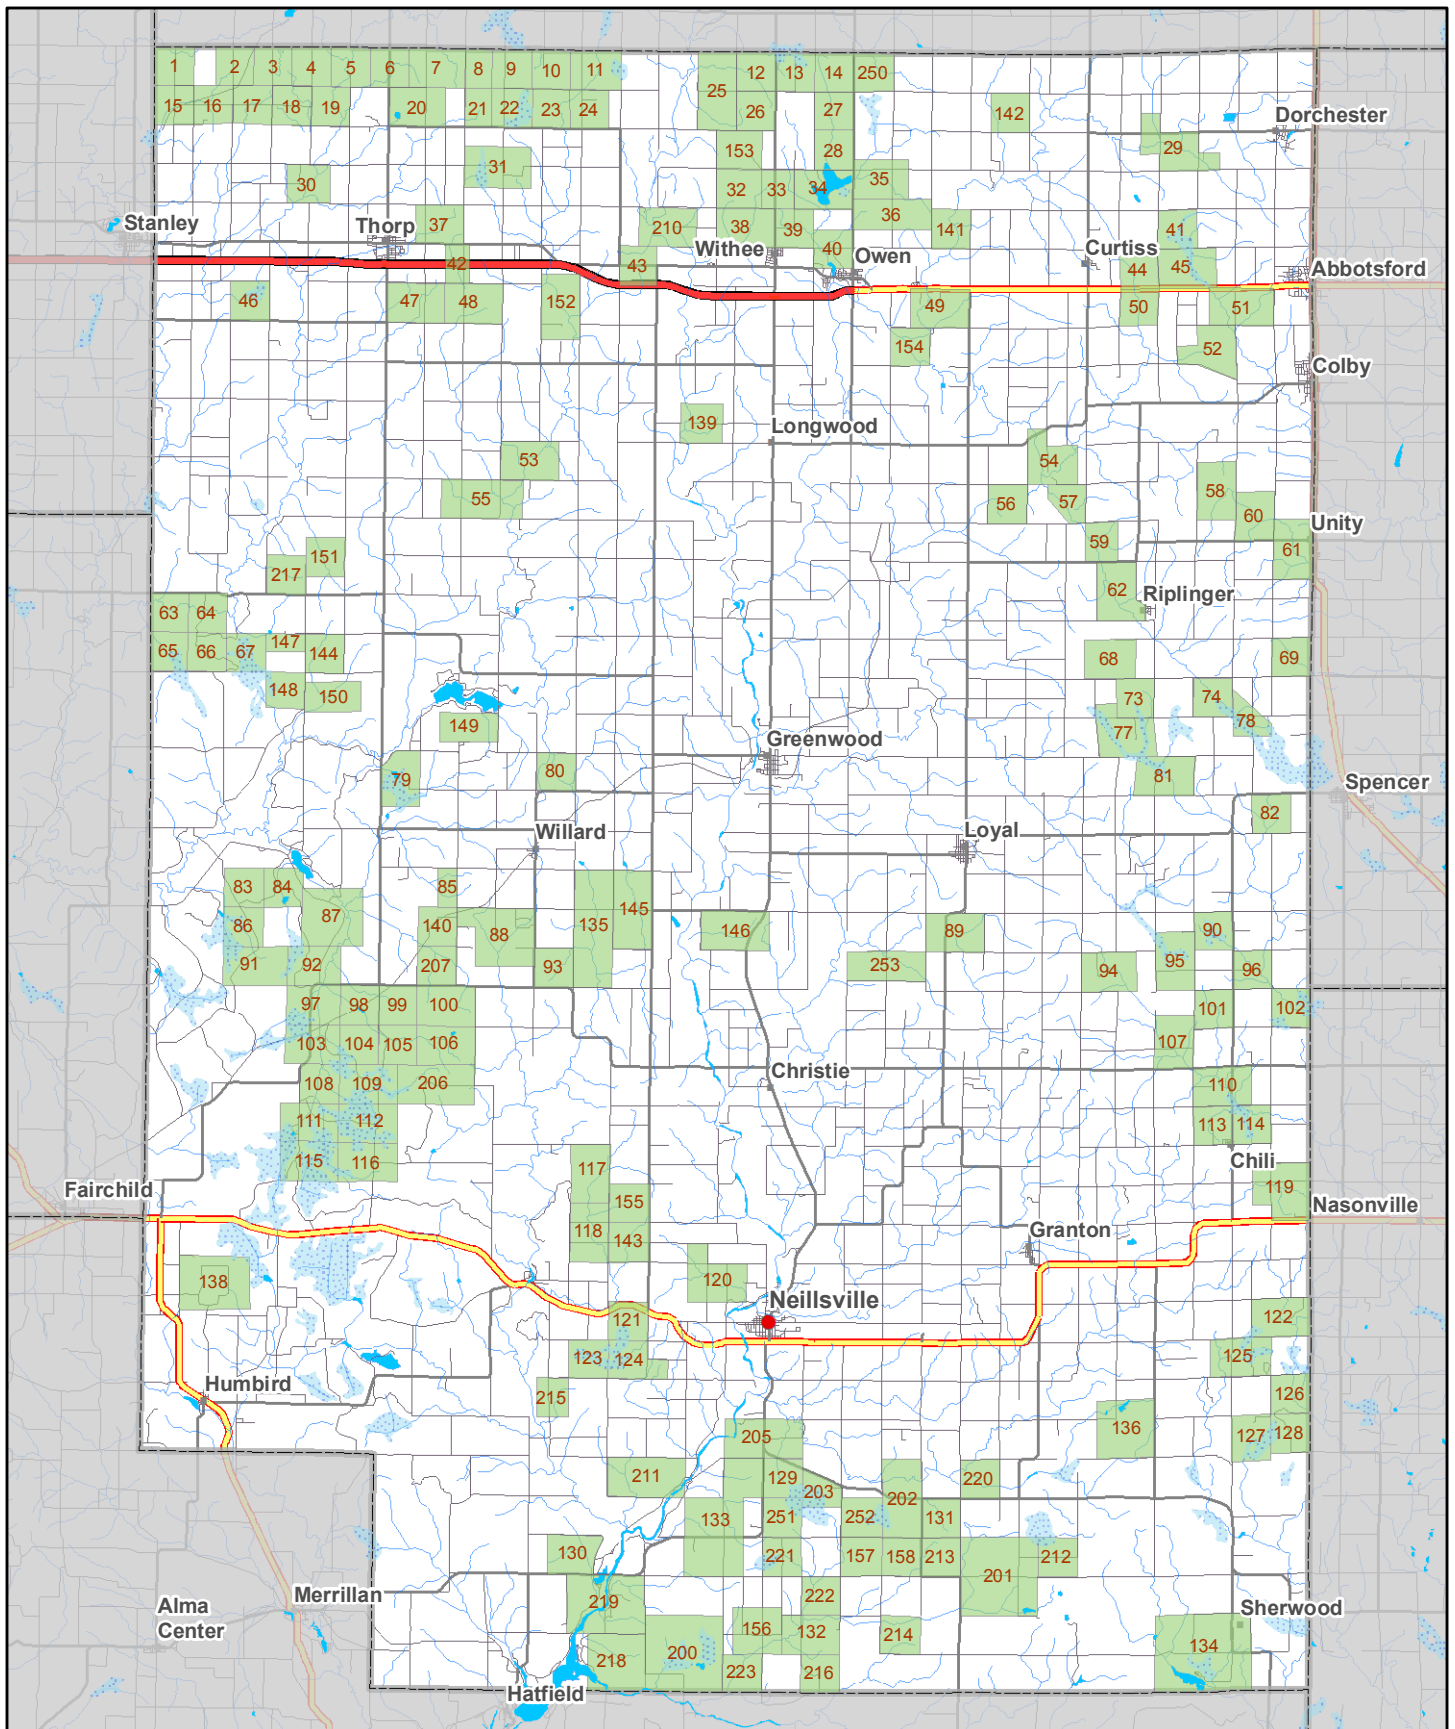 1 2 3 4 5 6 7 8 9 10 11 12 13 14 250
15 16 17 18 19 20 21 22 23 24 25 26 27 142
Dorchester
153 28 29
30 31 32 33 34 35
Stanley Thorp 37 210 38 39 36 141 41
Withee 40 Owen Curtiss
42 43 44 45 Abbotsford
46 47 48 152 49 50 51
154 52
Colby
139 Longwood
53 54
55 56 57 58
60 Unity
151 59 61
217 62 Riplinger
63 64
65 66 67 147 144 68 69
148 150 73 74
149 77 78
Greenwood
79 80 81 Spencer
82
Willard Loyal
83 84 85
86 87 140 88 135 145 146 89 90
91 92 207 93 253 94 95 96
97 98 99 100 101 102
103 104 105 106 107
108 109 206 Christie 110
111 112 113 114
115 116 117 Chili
Fairchild 155 119 Nasonville
118 143 Granton
138 120
Neillsville
121 122
123 124 125
Humbird 215 126
205 136 127 128
211 129 203 202 220
133 251 252 131
130 221 157 158 213 212
201
Merrillan 219 222
Alma
Center
Sherwood
156 132 214 134
218 200 223 216
Hatfield